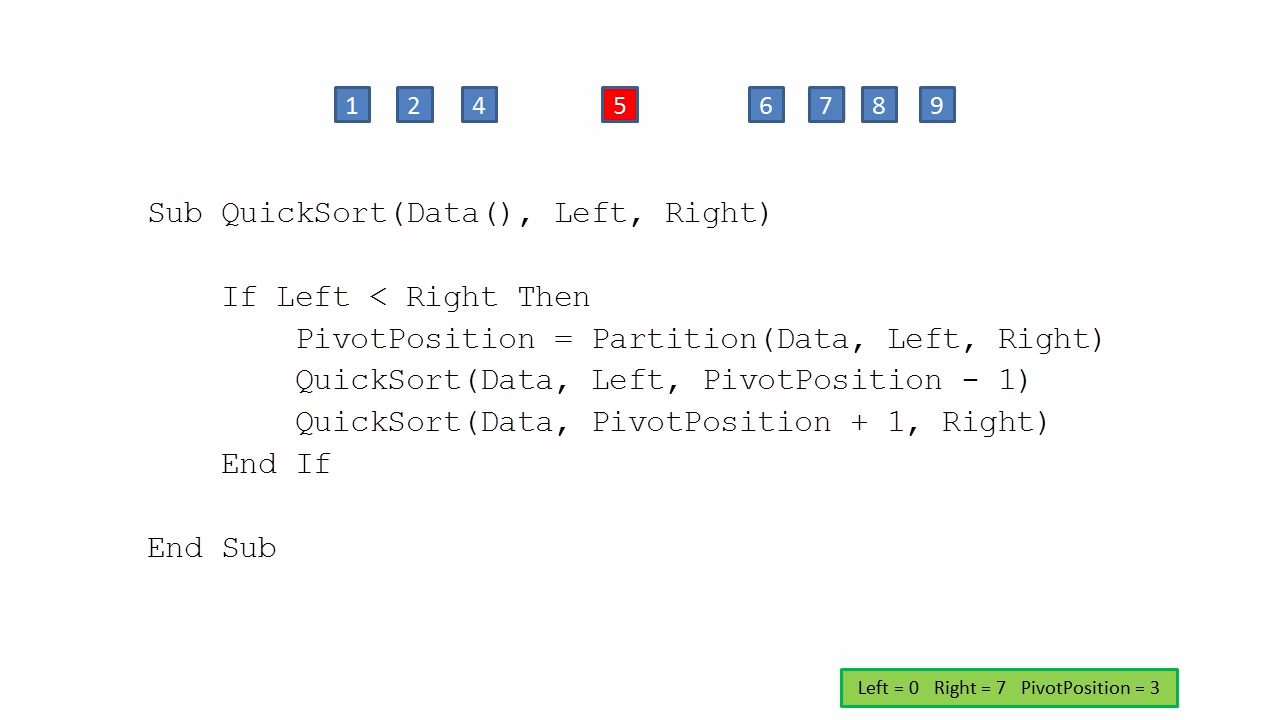 1 2 4 5 6 7 8 9
Sub QuickSort(Data(), Left, Right)
If Left < Right Then
PivotPosition = Partition(Data, Left, Right)
QuickSort(Data, Left, PivotPosition - 1)
QuickSort(Data, PivotPosition + 1, Right)
End If
End Sub
Left = 0 Right = 7 PivotPosition = 3